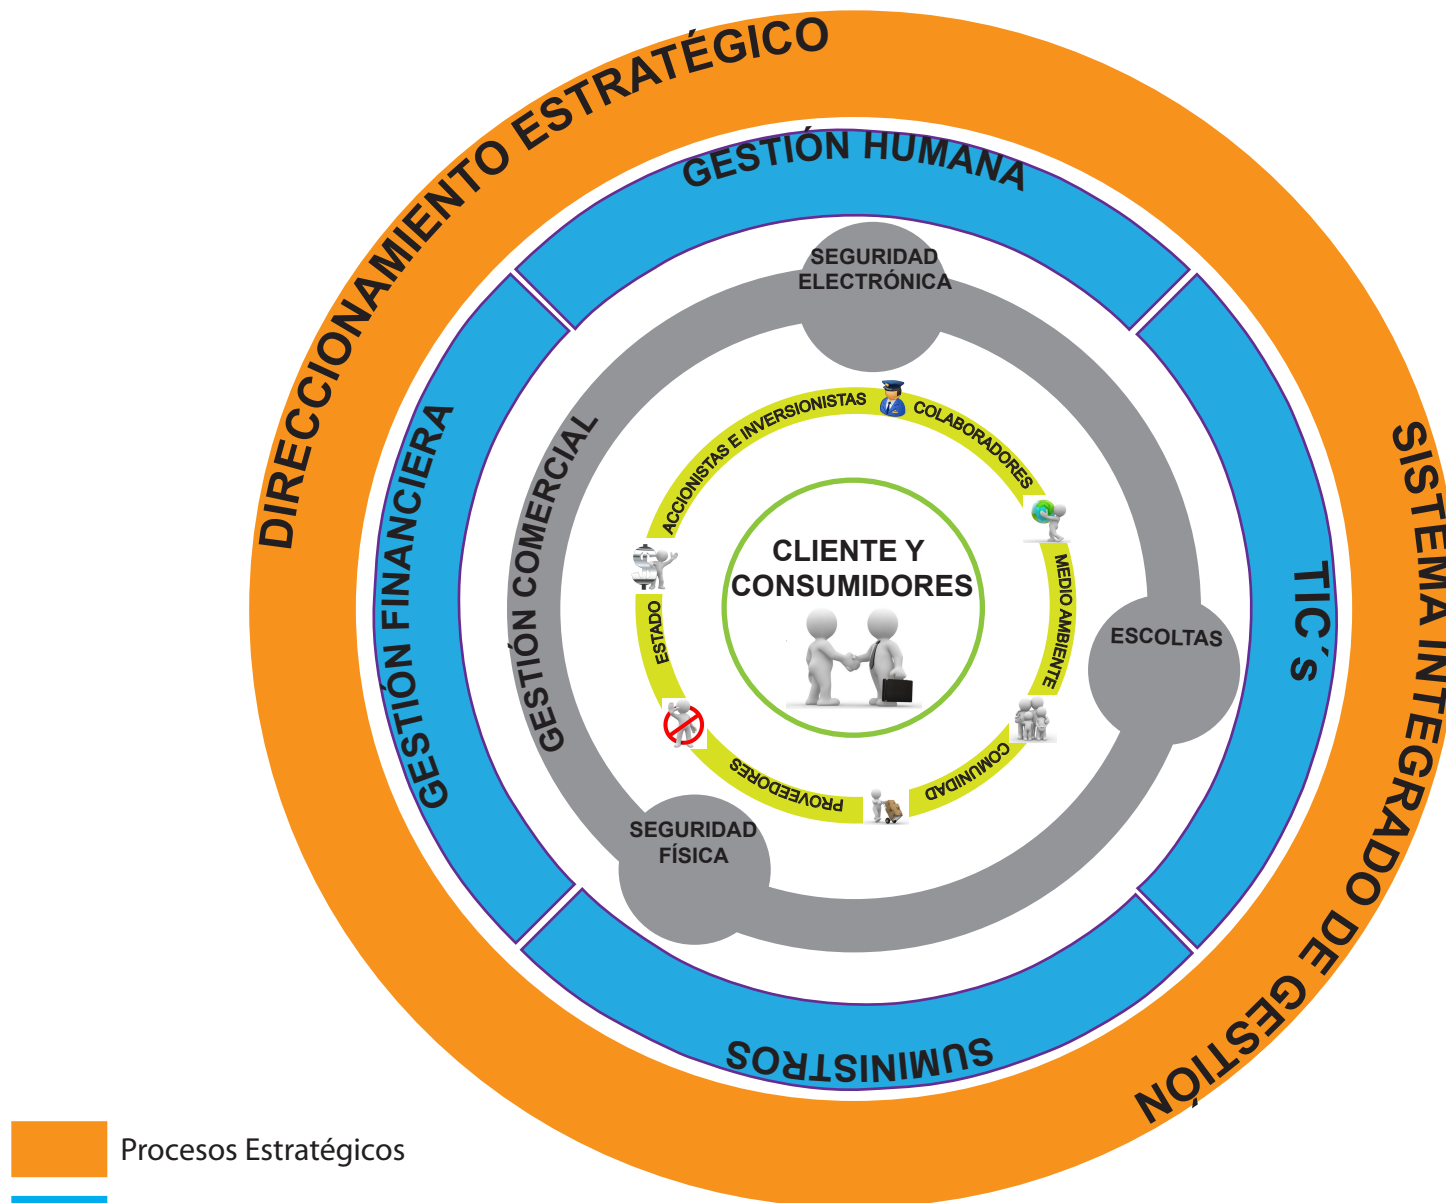 DIRECCIONAMIENTO ESTRATÉGICO
SISTEMA INTEGRADO DE GESTIÓN
GESTIÓN HUMANA
TIC´s
SUMINISTROS
GESTIÓN FINANCIERA
GESTIÓN COMERCIAL
SEGURIDAD
ELECTRÓNICA
ESCOLTAS
SEGURIDAD
FÍSICA
ACCIONISTAS E INVERSIONISTAS
COLABORADORES
MEDIO AMBIENTE
COMUNIDAD
PROVEEDORES
ESTADO
CLIENTE Y
CONSUMIDORES
Procesos Estratégicos